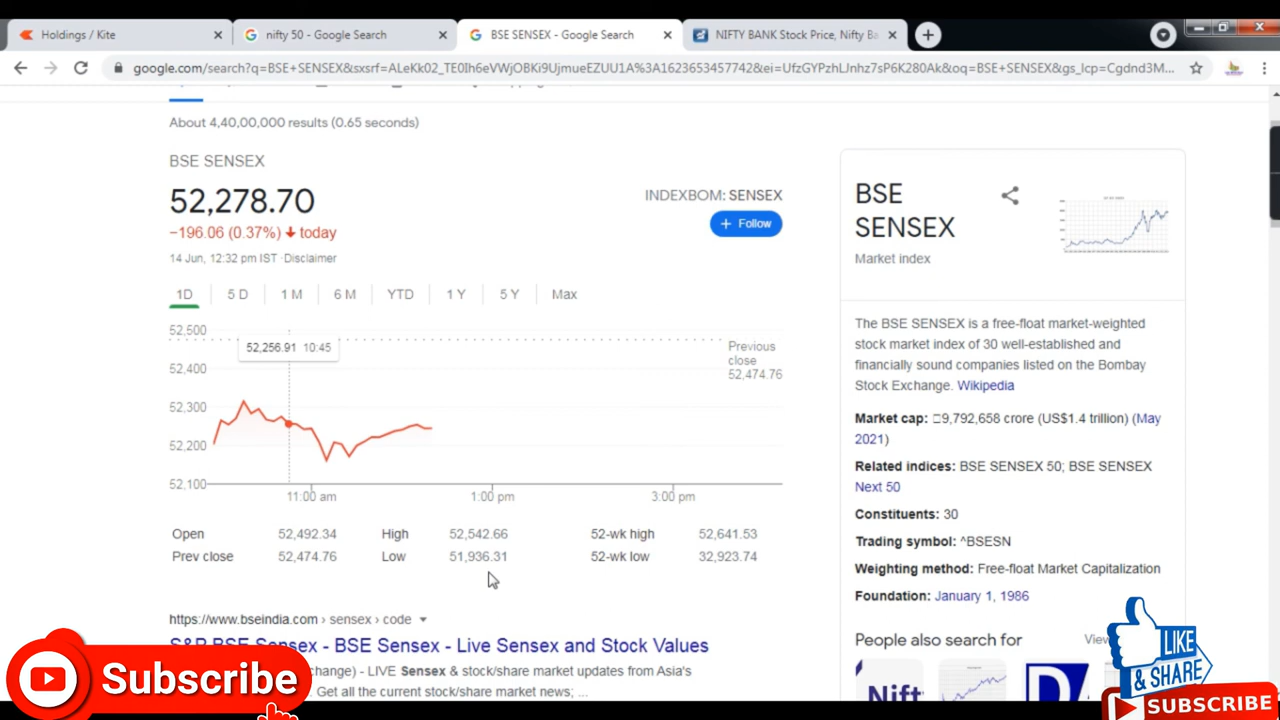 Holdings / Kite
nifty 50 - Google Search
BSE SENSEX - Google Search
NIFTY BANK Stock Price, Nifty Ba
google.com/search?q=BSE+SENSEX&sxsrf=ALeKk02_TE0Ih6eVWjOBKi9UjmueEZUU1A%3A1623653457742&ei=UfzGYPzhLJnhz7sP6K280Ak&oq=BSE+SENSEX&gs_lcp=Cgdnd3M...
About 4,40,00,000 results (0.65 seconds)
BSE SENSEX
52,278.70
INDEXBOM: SENSEX
+ Follow
−196.06 (0.37%) ↓ today
14 Jun, 12:32 pm IST · Disclaimer
1D 5 D 1 M 6 M YTD 1 Y 5 Y Max
52,500
52,256.91 10:45
Previous
close
52,474.76
52,400
52,300
52,200
52,100
11:00 am 1:00 pm 3:00 pm
Open 52,492.34 High 52,542.66 52-wk high 52,641.53
Prev close 52,474.76 Low 51,936.31 52-wk low 32,923.74
https://www.bseindia.com › sensex › code
S&P BSE Sensex - BSE Sensex - Live Sensex and Stock Values
change) - LIVE Sensex & stock/share market updates from Asia's
Get all the current stock/share market news; ...
BSE
SENSEX
Market index
The BSE SENSEX is a free-float market-weighted
stock market index of 30 well-established and
financially sound companies listed on the Bombay
Stock Exchange. Wikipedia
Market cap: 9,792,658 crore (US$1.4 trillion) (May
2021)
Related indices: BSE SENSEX 50; BSE SENSEX
Next 50
Constituents: 30
Trading symbol: ^BSESN
Weighting method: Free-float Market Capitalization
Foundation: January 1, 1986
People also search for
Nift
Subscribe
LIKE
& SHARE
SUBSCRIBE